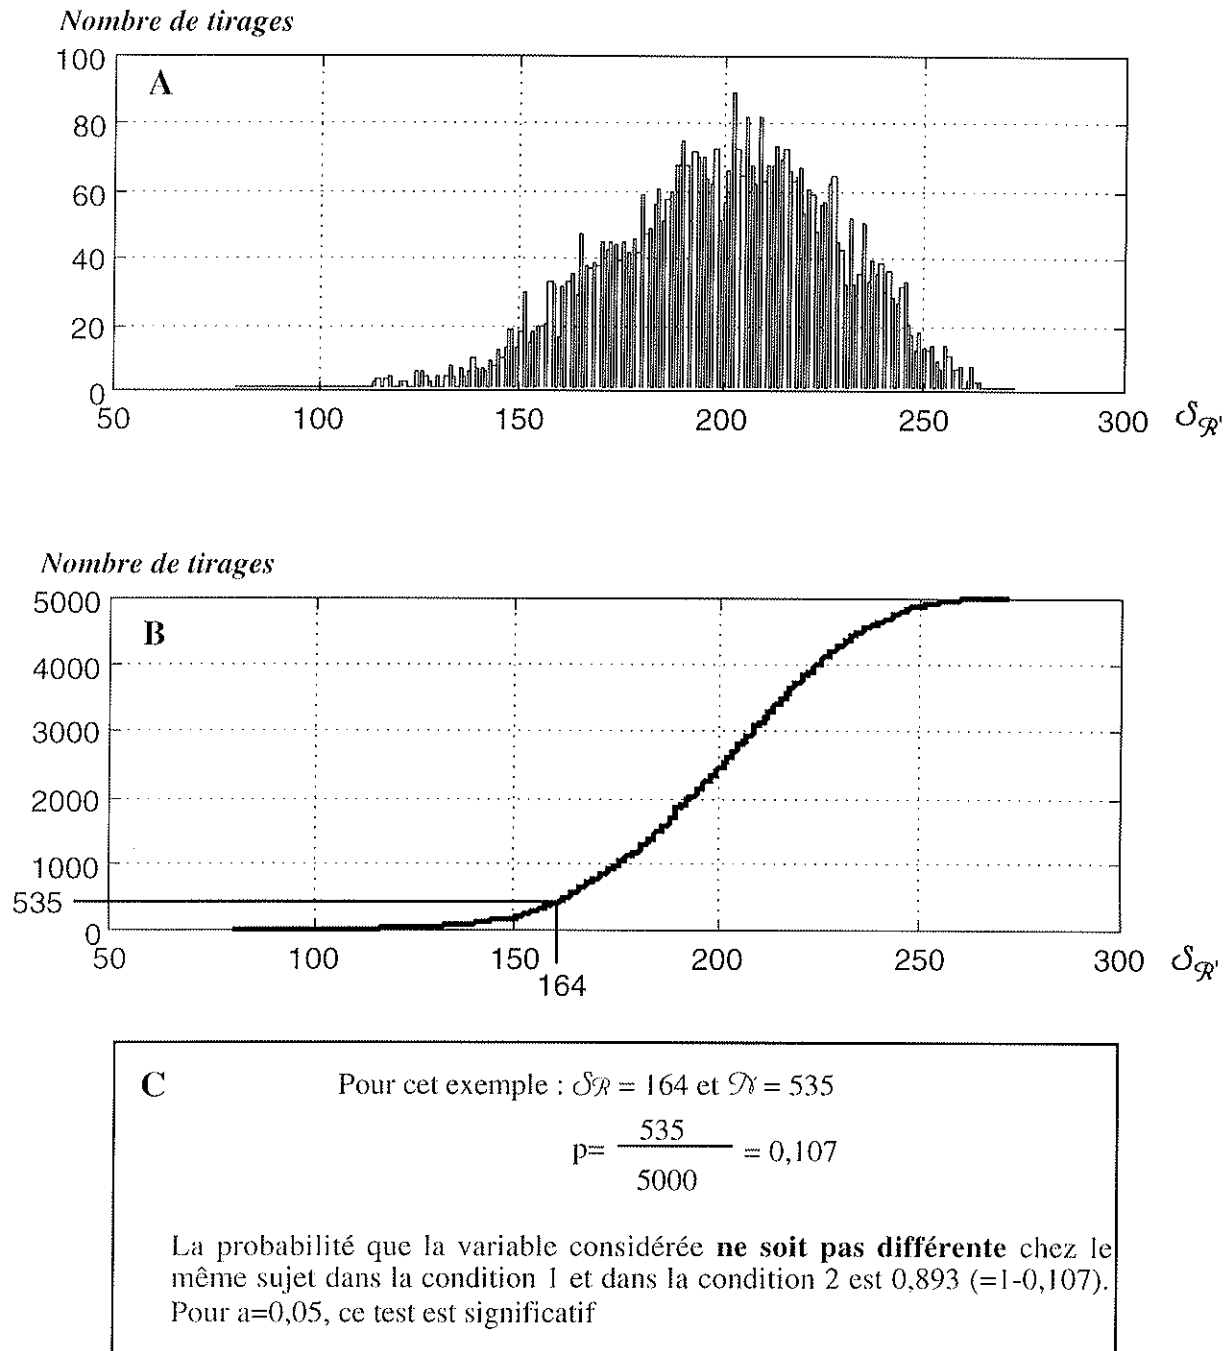 Nombre de tirages
100
A
80
60
40
20
0
50 100 150 200 250 300 𝒮ℛ'
Nombre de tirages
5000
B
4000
3000
2000
1000
535
0
50 100 150 200 250 300 𝒮ℛ'
164
C Pour cet exemple : 𝒮ℛ = 164 et 𝒩 = 535
p= 535 / 5000 = 0,107
La probabilité que la variable considérée ne soit pas différente chez le
même sujet dans la condition 1 et dans la condition 2 est 0,893 (=1-0,107).
Pour a=0,05, ce test est significatif